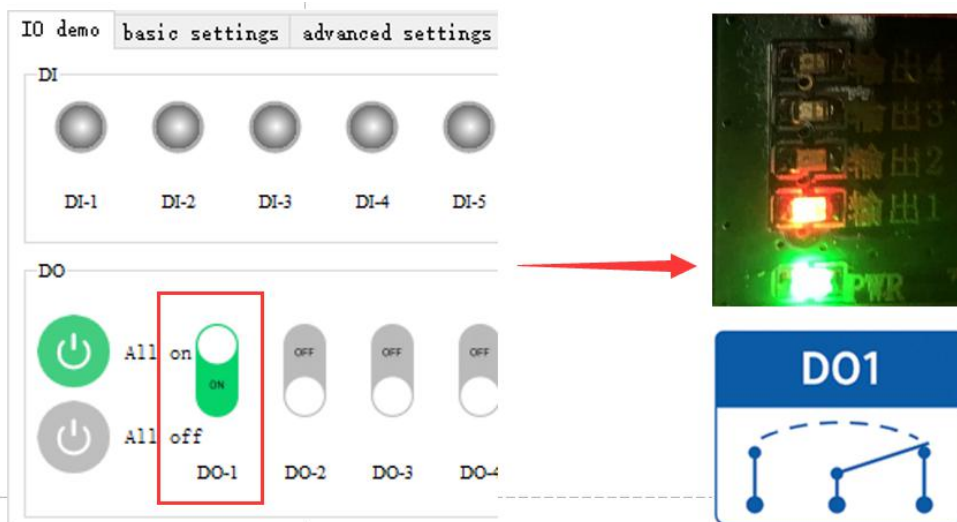 IO demo
basic settings
advanced settings
DI
DI-1
DI-2
DI-3
DI-4
DI-5
DO
All on
All off
ON
OFF
OFF
OFF
DO-1
DO-2
DO-3
DO-4
输出4
输出3
输出2
输出1
PWR
DO1